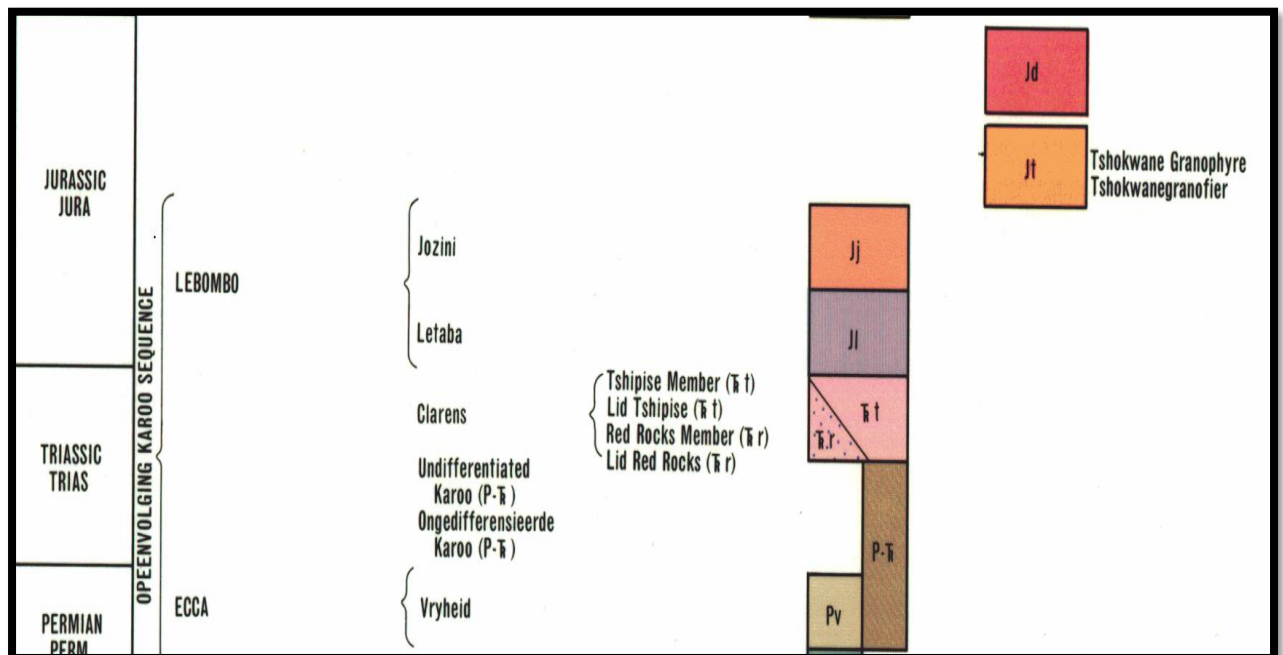 JURASSIC
JURA
TRIASSIC
TRIAS
PERMIAN
PERM
OPEENVOLGING KAROO SEQUENCE
LEBOMBO
ECCA
Jozini
Letaba
Clarens
Undifferentiated
Karoo (P-Ꞧ)
Ongedifferensieerde
Karoo (P-Ꞧ)
Vryheid
Tshipise Member (Ꞧ t)
Lid Tshipise (Ꞧ t)
Red Rocks Member (Ꞧ r)
Lid Red Rocks (Ꞧ r)
Jj
Jl
Ꞧ t
Ꞧ r
P-Ꞧ
Pv
Jd
Jt
Tshokwane Granophyre
Tshokwanegranofier